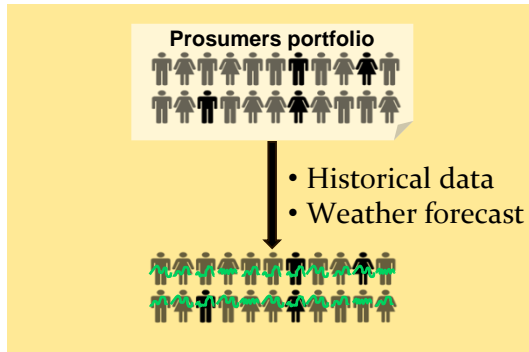 Prosumers portfolio
• Historical data
• Weather forecast